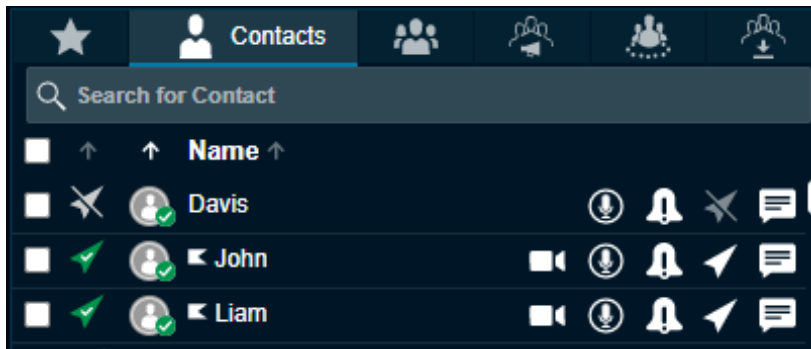 Contacts
Search for Contact
Name
Davis
John
Liam